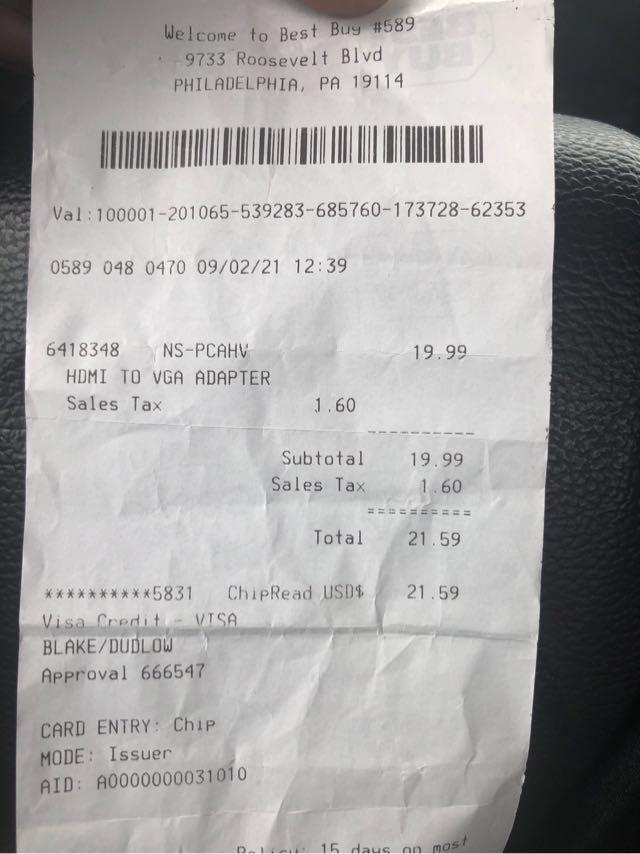 Welcome to Best Buy #589
9733 Roosevelt Blvd
PHILADELPHIA, PA 19114
Val:100001-201065-539283-685760-173728-62353
0589 048 0470 09/02/21 12:39
6418348 NS-PCAHV 19.99
HDMI TO VGA ADAPTER
Sales Tax 1.60
Subtotal 19.99
Sales Tax 1.60
Total 21.59
**********5831 ChipRead USD$ 21.59
Visa Credit - VISA
BLAKE/DUDLOW
Approval 666547
CARD ENTRY: Chip
MODE: Issuer
AID: A0000000031010
Policy: 15 days on most